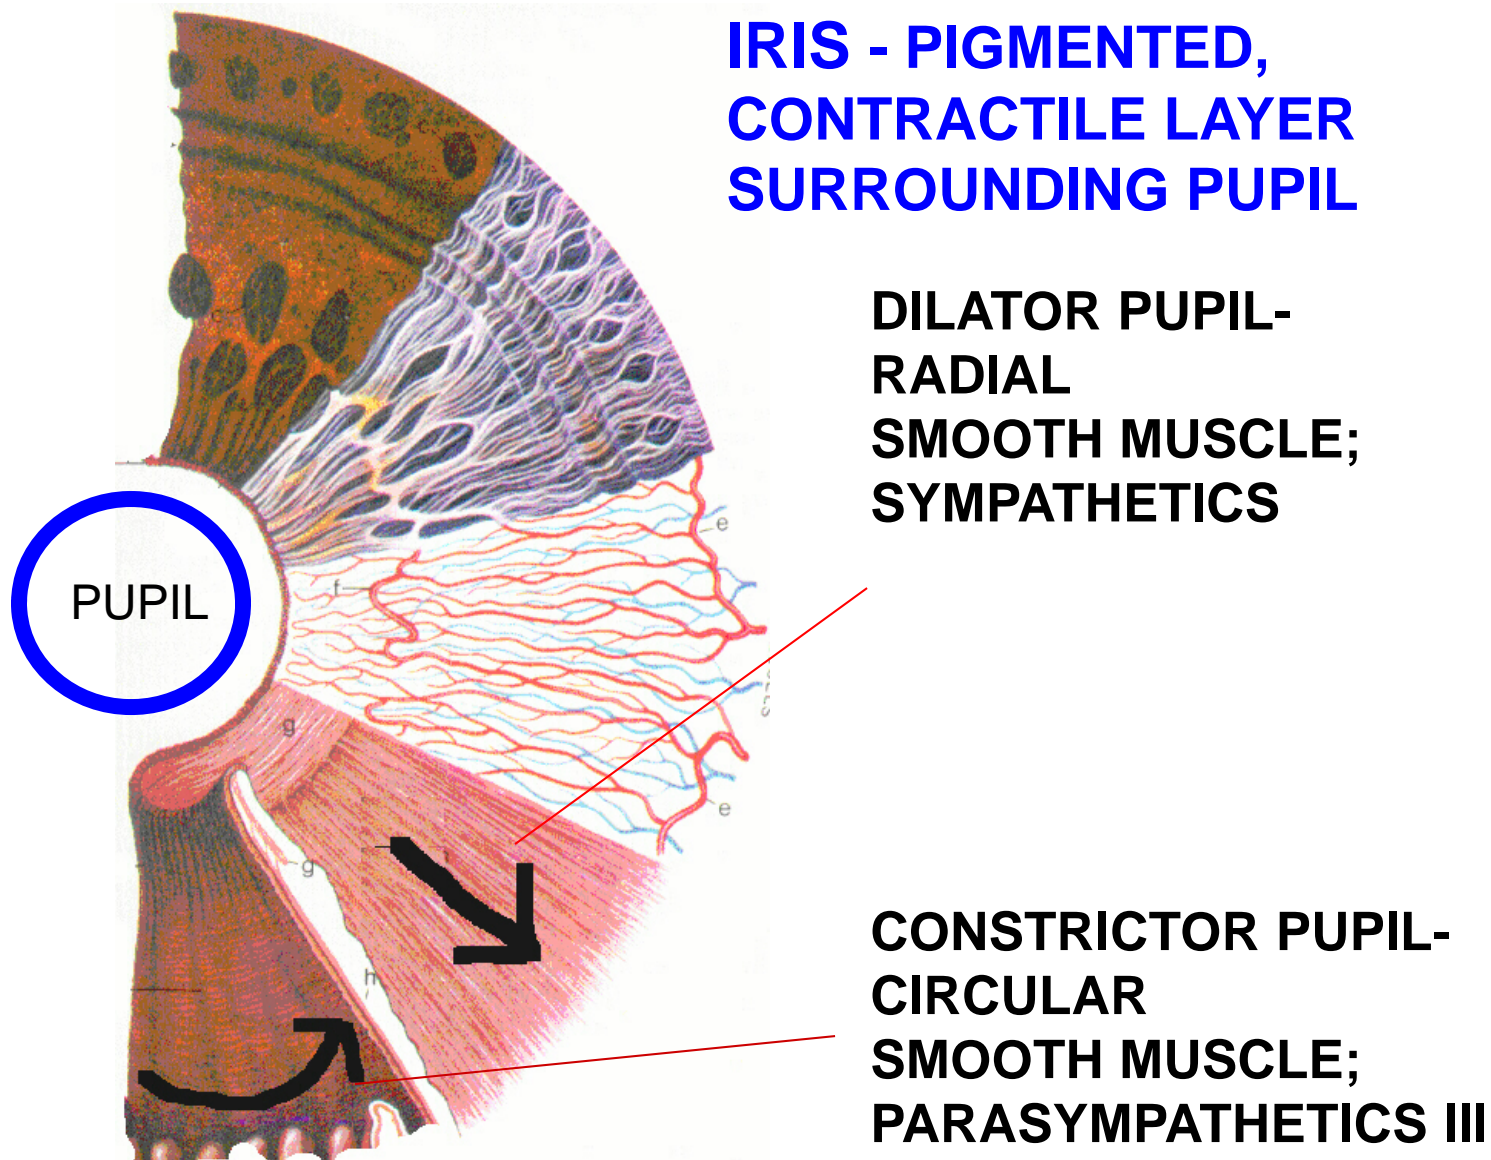 IRIS - PIGMENTED,
CONTRACTILE LAYER
SURROUNDING PUPIL
DILATOR PUPIL-
RADIAL
SMOOTH MUSCLE;
SYMPATHETICS
c
c
e
f
PUPIL
g
e
g
h
CONSTRICTOR PUPIL-
CIRCULAR
SMOOTH MUSCLE;
PARASYMPATHETICS III